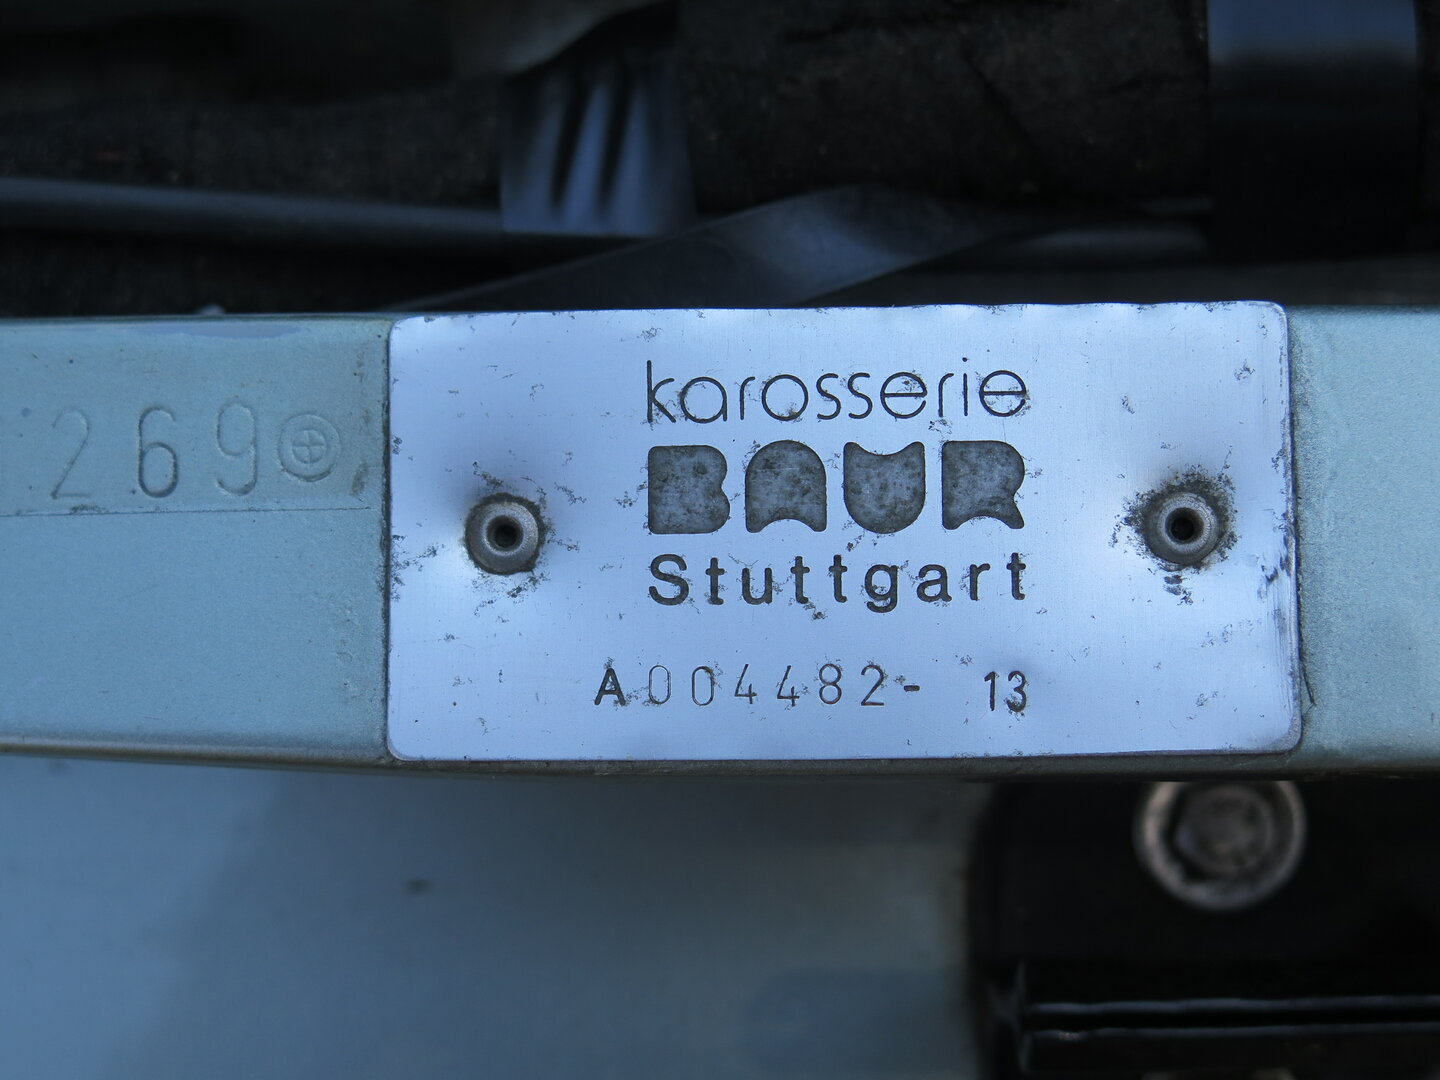 269
karosserie
BAUR
Stuttgart
A004482- 13